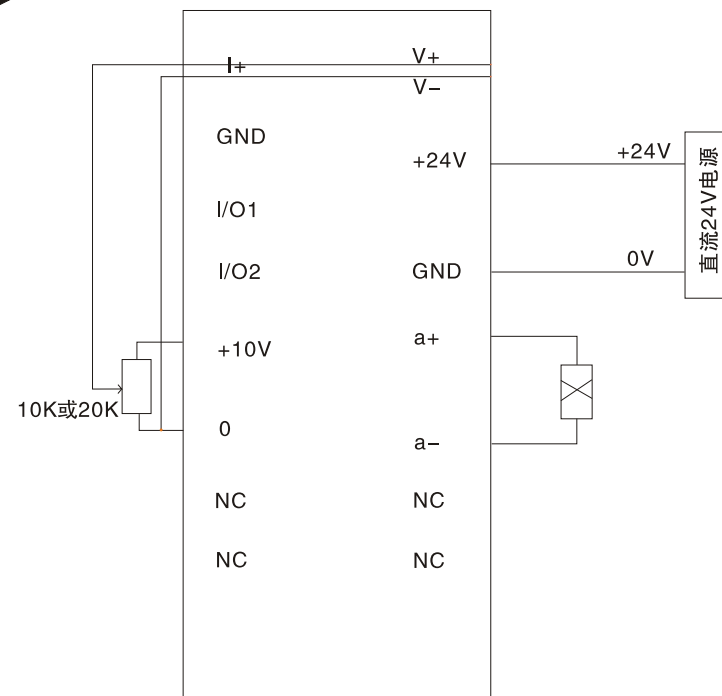 I+
V+
V-
GND
+24V
+24V
直流24V电源
I/O1
I/O2
GND
0V
+10V
a+
10K或20K
0
a-
NC
NC
NC
NC